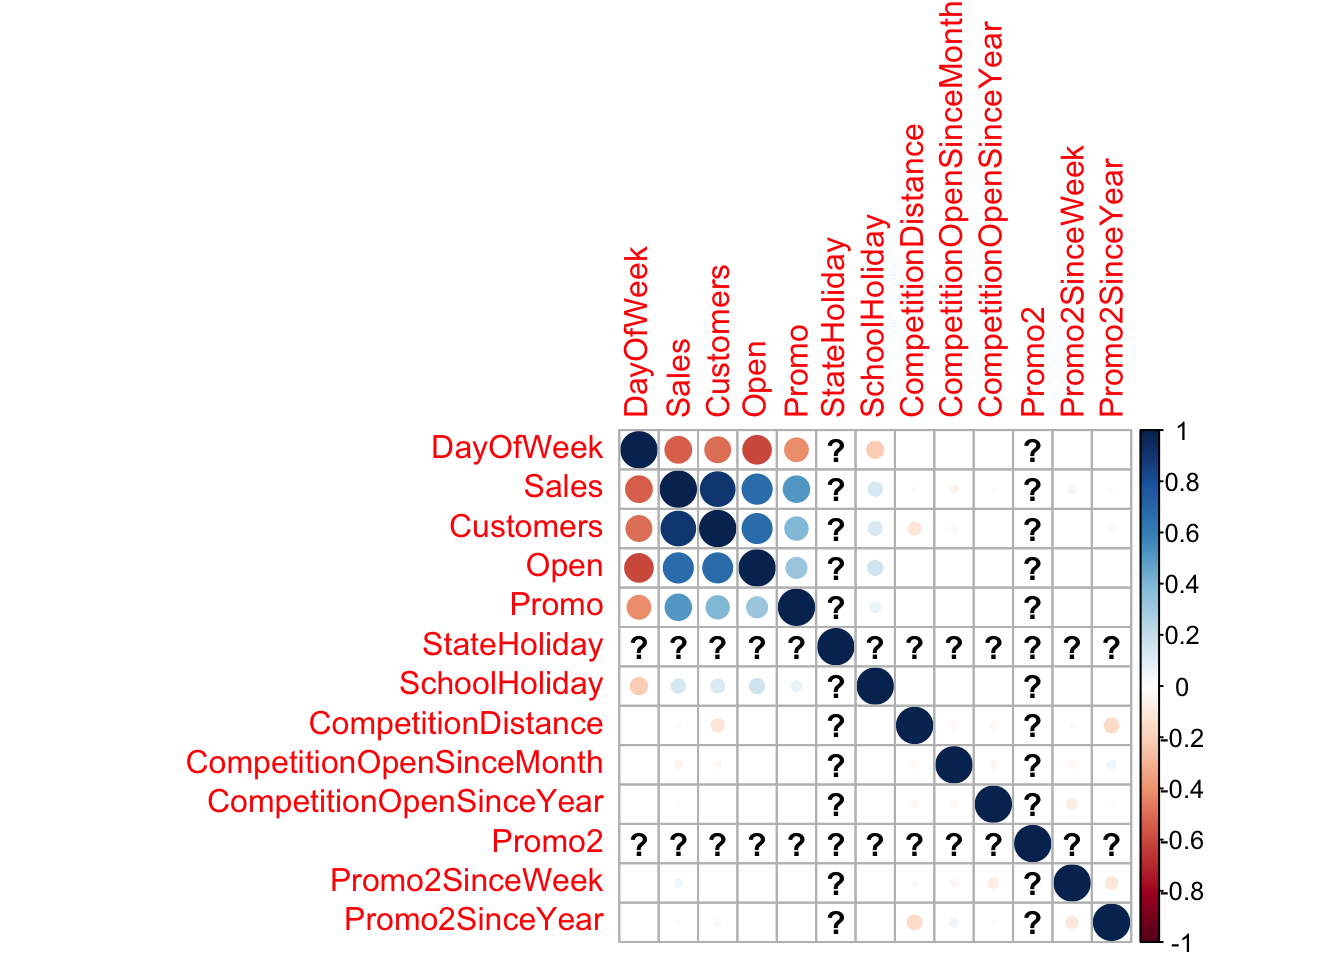 DayOfWeek
Sales
Customers
Open
Promo
StateHoliday
SchoolHoliday
CompetitionDistance
CompetitionOpenSinceMonth
CompetitionOpenSinceYear
Promo2
Promo2SinceWeek
Promo2SinceYear
DayOfWeek ? ?
Sales ? ?
Customers ? ?
Open ? ?
Promo ? ?
StateHoliday ? ? ? ? ? ? ? ? ? ? ? ?
SchoolHoliday ? ?
CompetitionDistance ? ?
CompetitionOpenSinceMonth ? ?
CompetitionOpenSinceYear ? ?
Promo2 ? ? ? ? ? ? ? ? ? ? ? ?
Promo2SinceWeek ? ?
Promo2SinceYear ? ?
1
0.8
0.6
0.4
0.2
0
-0.2
-0.4
-0.6
-0.8
-1